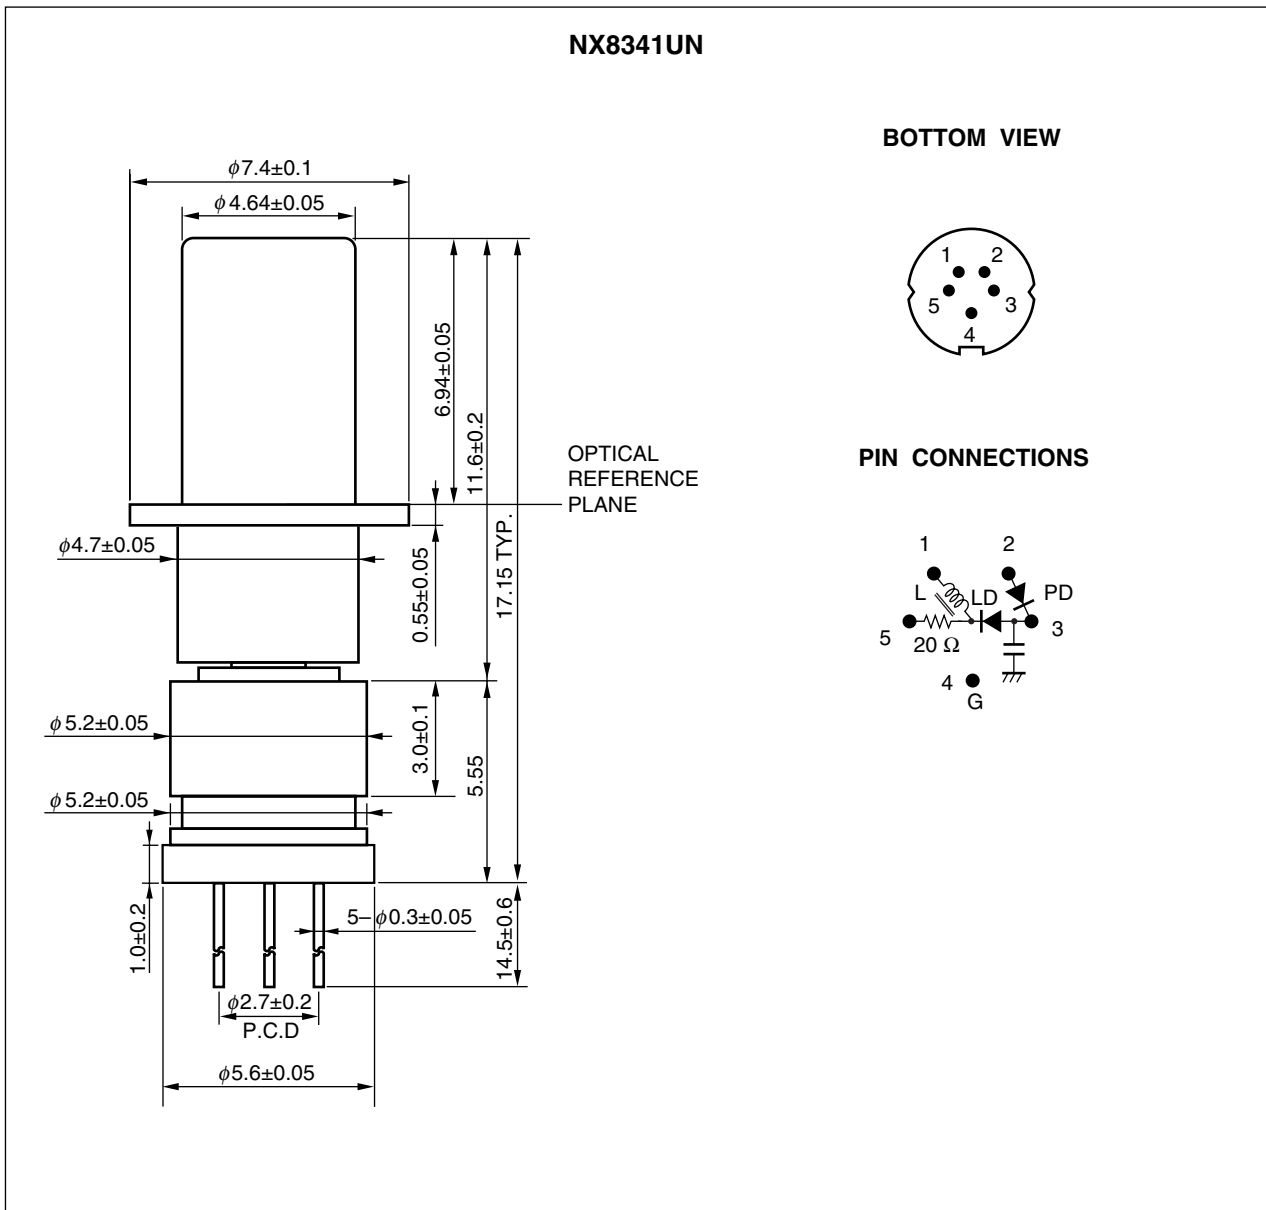 NX8341UN
BOTTOM VIEW
φ7.4±0.1
φ4.64±0.05
1
2
5
3
4
6.94±0.05
11.6±0.2
17.15 TYP.
OPTICAL
REFERENCE
PLANE
PIN CONNECTIONS
φ4.7±0.05
0.55±0.05
1
2
L
LD
PD
5
20 Ω
3
4
G
φ5.2±0.05
3.0±0.1
5.55
φ5.2±0.05
1.0±0.2
5–φ0.3±0.05
14.5±0.6
φ2.7±0.2
P.C.D
φ5.6±0.05